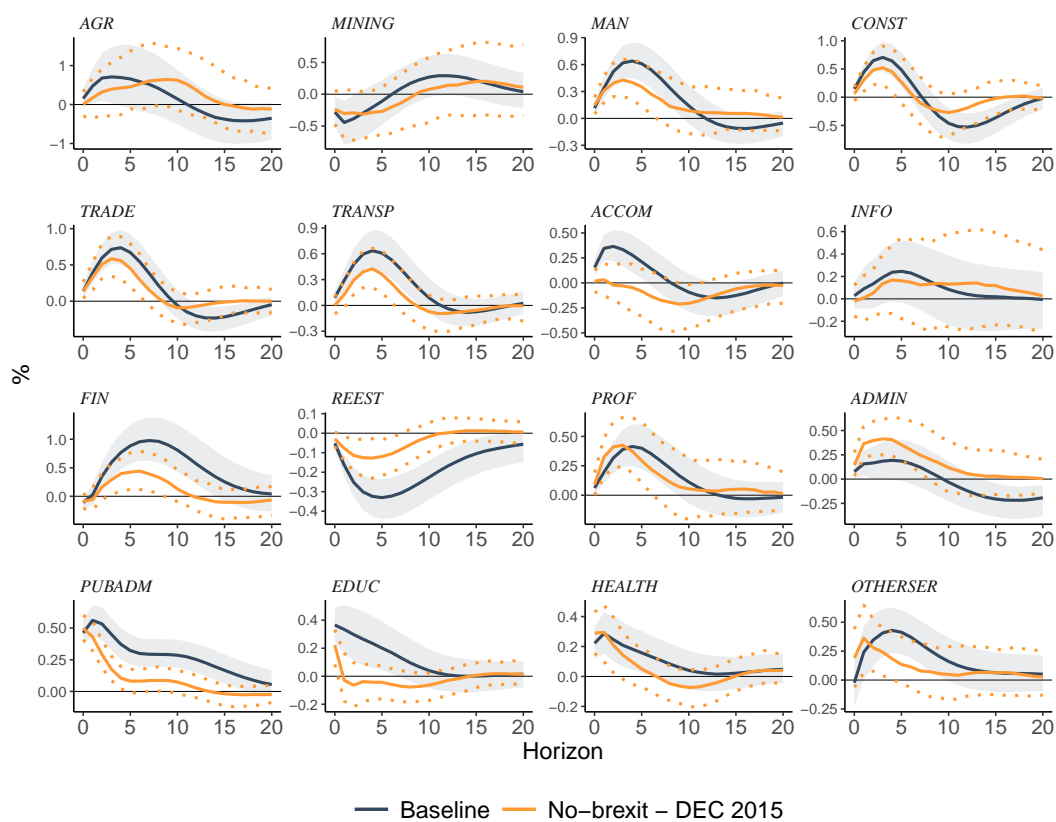 AGR MINING MAN CONST
1 0 −1
0.5 0.0 −0.5
0.9 0.6 0.3 0.0 −0.3
1.0 0.5 0.0 −0.5
0 5 10 15 20 0 5 10 15 20 0 5 10 15 20 0 5 10 15 20
TRADE TRANSP ACCOM INFO
1.0 0.5 0.0
0.9 0.6 0.3 0.0 −0.3
0.50 0.25 0.00 −0.25 −0.50
0.6 0.4 0.2 0.0 −0.2
0 5 10 15 20 0 5 10 15 20 0 5 10 15 20 0 5 10 15 20
%
FIN REEST PROF ADMIN
1.0 0.5 0.0
0.1 0.0 −0.1 −0.2 −0.3 −0.4
0.50 0.25 0.00
0.50 0.25 0.00 −0.25
0 5 10 15 20 0 5 10 15 20 0 5 10 15 20 0 5 10 15 20
PUBADM EDUC HEALTH OTHERSER
0.50 0.25 0.00
0.4 0.2 0.0 −0.2
0.4 0.2 0.0 −0.2
0.50 0.25 0.00 −0.25
0 5 10 15 20 0 5 10 15 20 0 5 10 15 20 0 5 10 15 20
Horizon
Baseline No−brexit − DEC 2015